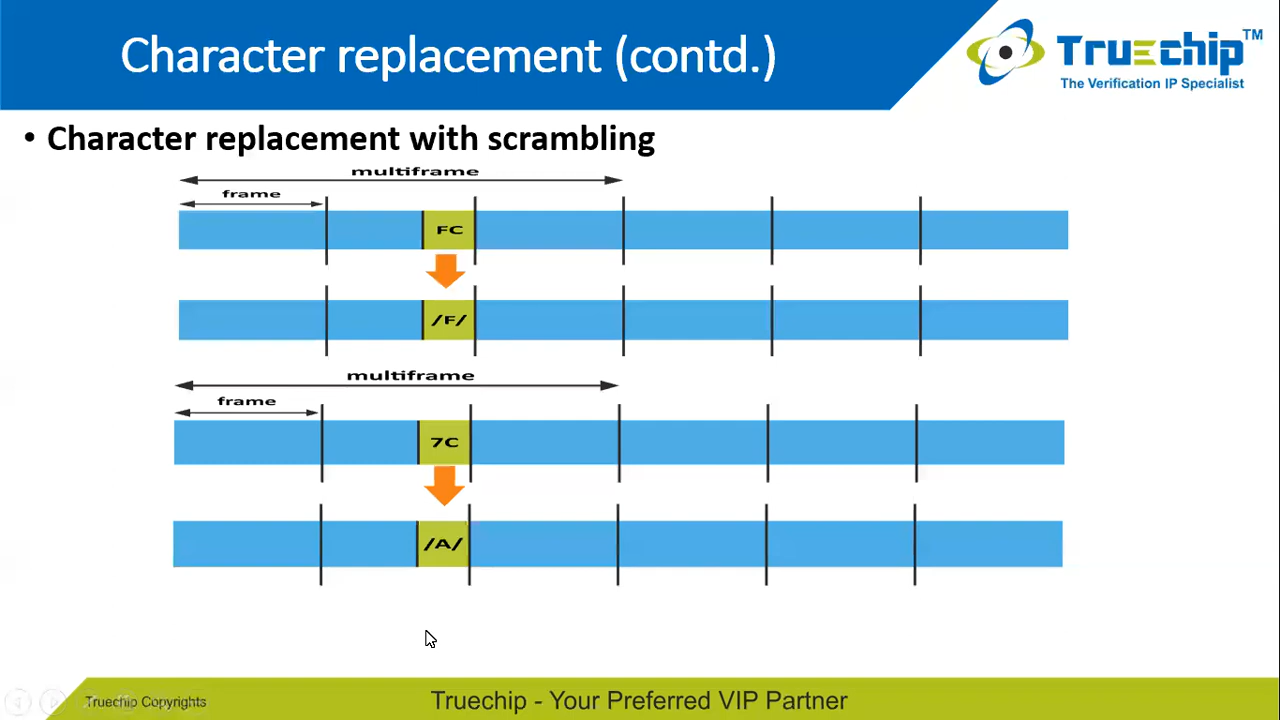 Character replacement (contd.)
Truechip™
The Verification IP Specialist
• Character replacement with scrambling
multiframe
frame
FC
/F/
multiframe
frame
7C
/A/
Truechip Copyrights
Truechip - Your Preferred VIP Partner